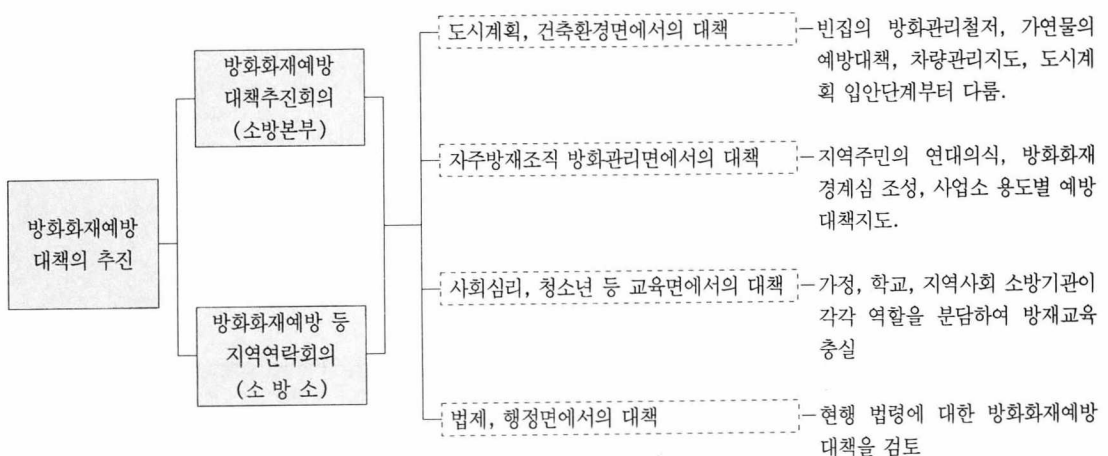 방화화재예방
대책의 추진
방화화재예방
대책추진회의
(소방본부)
방화화재예방 등
지역연락회의
(소 방 소)
도시계획, 건축환경면에서의 대책
빈집의 방화관리철저, 가연물의
예방대책, 차량관리지도, 도시계
획 입안단계부터 다룸.
자주방재조직 방화관리면에서의 대책
지역주민의 연대의식, 방화화재
경계심 조성, 사업소 용도별 예방
대책지도.
사회심리, 청소년 등 교육면에서의 대책
가정, 학교, 지역사회 소방기관이
각각 역할을 분담하여 방재교육
충실
법제, 행정면에서의 대책
현행 법령에 대한 방화화재예방
대책을 검토